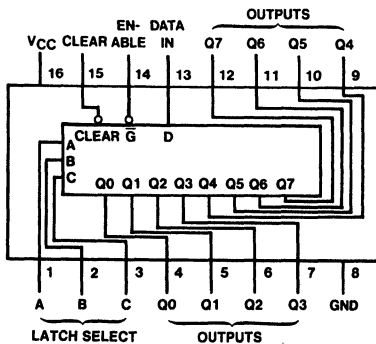 OUTPUTS
EN- DATA
VCC CLEAR ABLE IN Q7 Q6 Q5 Q4
16 15 14 13 12 11 10 9
CLEAR G D
A
B
C
Q0 Q1 Q2 Q3 Q4 Q5 Q6 Q7
1 2 3 4 5 6 7 8
A B C Q0 Q1 Q2 Q3 GND
LATCH SELECT OUTPUTS